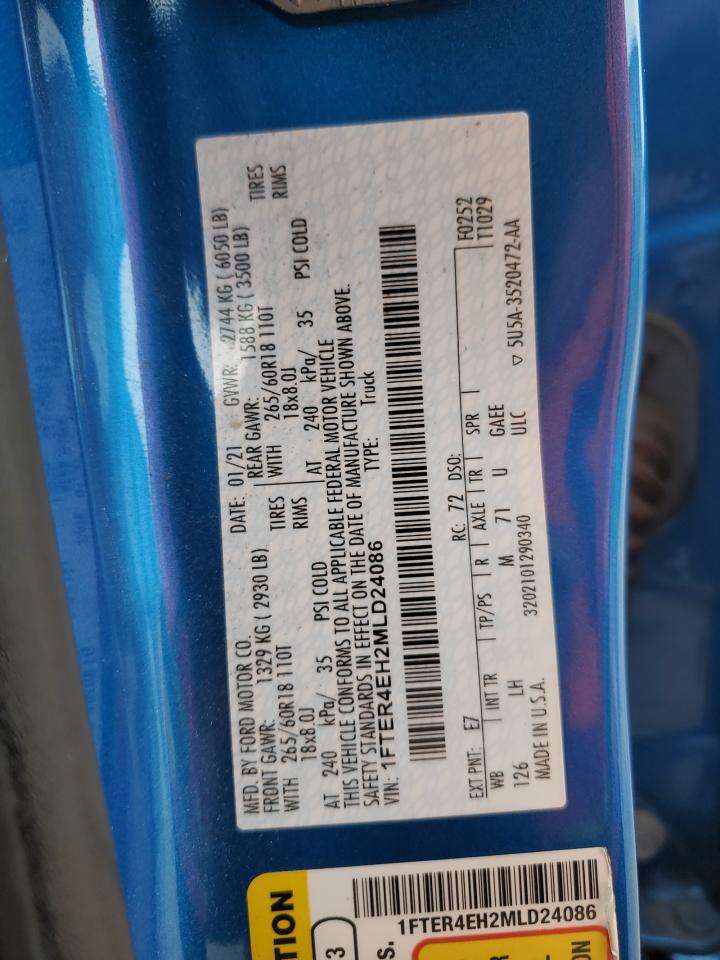 MFD. BY FORD MOTOR CO.
DATE: 01/21 GVWR: 2744 KG ( 6050 LB)
FRONT GAWR: 1329 KG ( 2930 LB) REAR GAWR: 1588 KG ( 3500 LB)
WITH 265/60R18 110T TIRES WITH 265/60R18 110T TIRES
18x8.0J RIMS 18x8.0J RIMS
AT 240 kPa/ 35 PSI COLD AT 240 kPa/ 35 PSI COLD
THIS VEHICLE CONFORMS TO ALL APPLICABLE FEDERAL MOTOR VEHICLE
SAFETY STANDARDS IN EFFECT ON THE DATE OF MANUFACTURE SHOWN ABOVE.
VIN: 1FTER4EH2MLD24086 TYPE: Truck
EXT PNT: E7 RC: 72 DSO: F0252
T1029
WB INT TR TP/PS R AXLE TR SPR
126 LH M 71 U GAEE
ULC
MADE IN U.S.A. 3202101290340 ▽ 5U5A-3520472-AA
TION
3
S.
1FTER4EH2MLD24086
R
ON